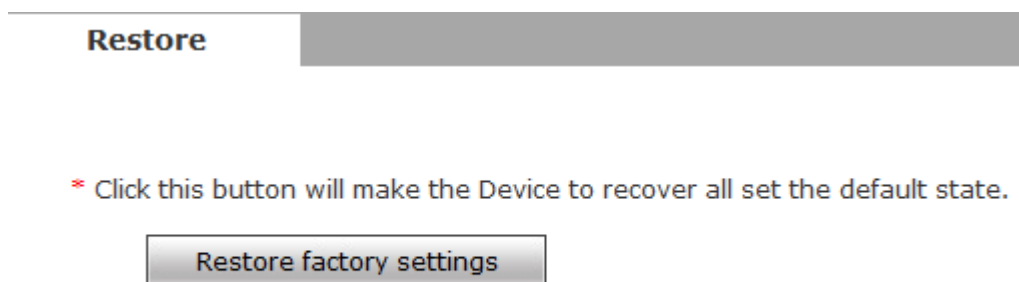 Restore
* Click this button will make the Device to recover all set the default state.
Restore factory settings